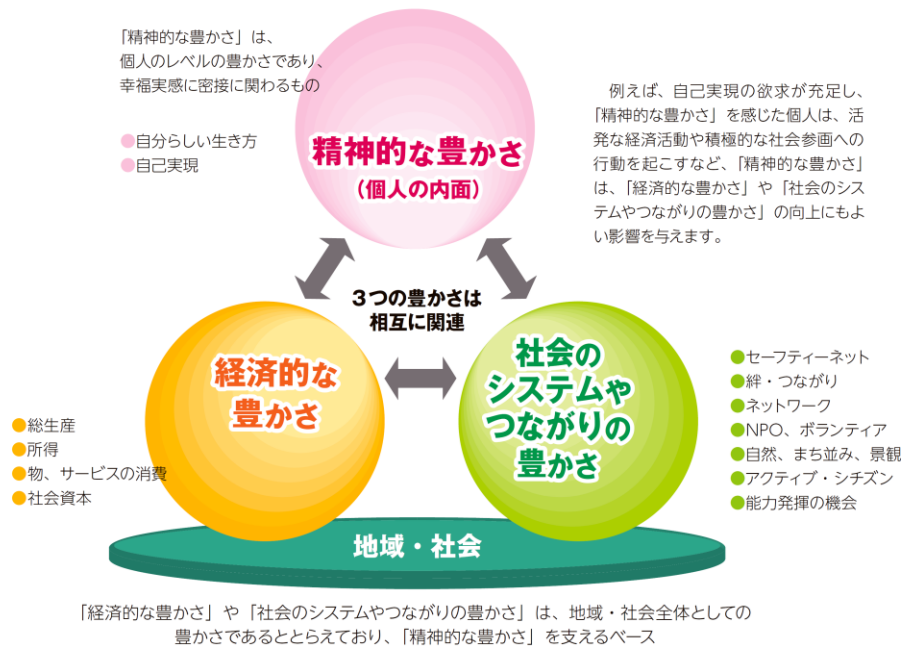 「精神的な豊かさ」は、
個人のレベルの豊かさであり、
幸福実感に密接に関わるもの
●自分らしい生き方
●自己実現
精神的な豊かさ
(個人の内面)
例えば、自己実現の欲求が充足し、
「精神的な豊かさ」を感じた個人は、活
発な経済活動や積極的な社会参画への
行動を起こすなど、「精神的な豊かさ」
は、「経済的な豊かさ」や「社会のシス
テムやつながりの豊かさ」の向上にもよ
い影響を与えます。
3つの豊かさは
相互に関連
経済的な
豊かさ
●総生産
●所得
●物、サービスの消費
●社会資本
社会の
システムや
つながりの
豊かさ
●セーフティーネット
●絆・つながり
●ネットワーク
●NPO、ボランティア
●自然、まち並み、景観
●アクティブ・シチズン
●能力発揮の機会
地域・社会
「経済的な豊かさ」や「社会のシステムやつながりの豊かさ」は、地域・社会全体としての
豊かさであるととらえており、「精神的な豊かさ」を支えるベース